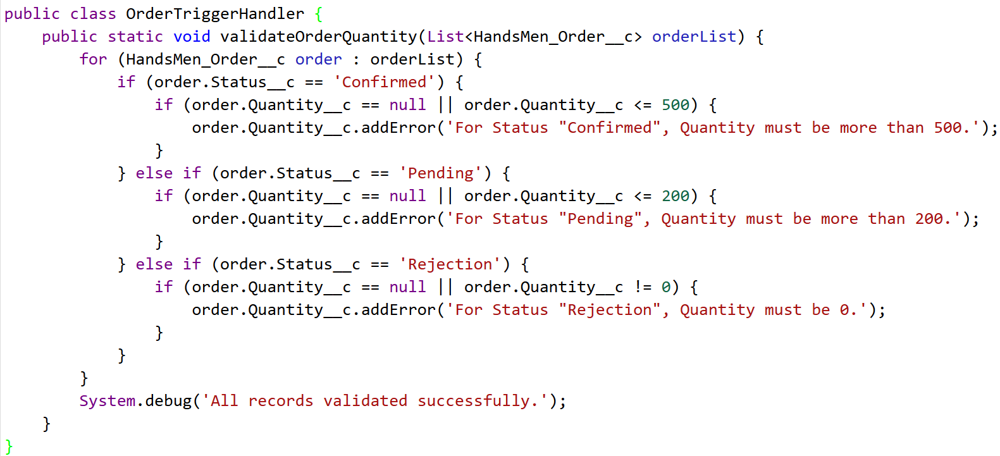 public class OrderTriggerHandler {
    public static void validateOrderQuantity(List<HandsMen_Order__c> orderList) {
        for (HandsMen_Order__c order : orderList) {
            if (order.Status__c == 'Confirmed') {
                if (order.Quantity__c == null || order.Quantity__c <= 500) {
                    order.Quantity__c.addError('For Status "Confirmed", Quantity must be more than 500.');
                }
            } else if (order.Status__c == 'Pending') {
                if (order.Quantity__c == null || order.Quantity__c <= 200) {
                    order.Quantity__c.addError('For Status "Pending", Quantity must be more than 200.');
                }
            } else if (order.Status__c == 'Rejection') {
                if (order.Quantity__c == null || order.Quantity__c != 0) {
                    order.Quantity__c.addError('For Status "Rejection", Quantity must be 0.');
                }
            }
        }
        System.debug('All records validated successfully.');
    }
}